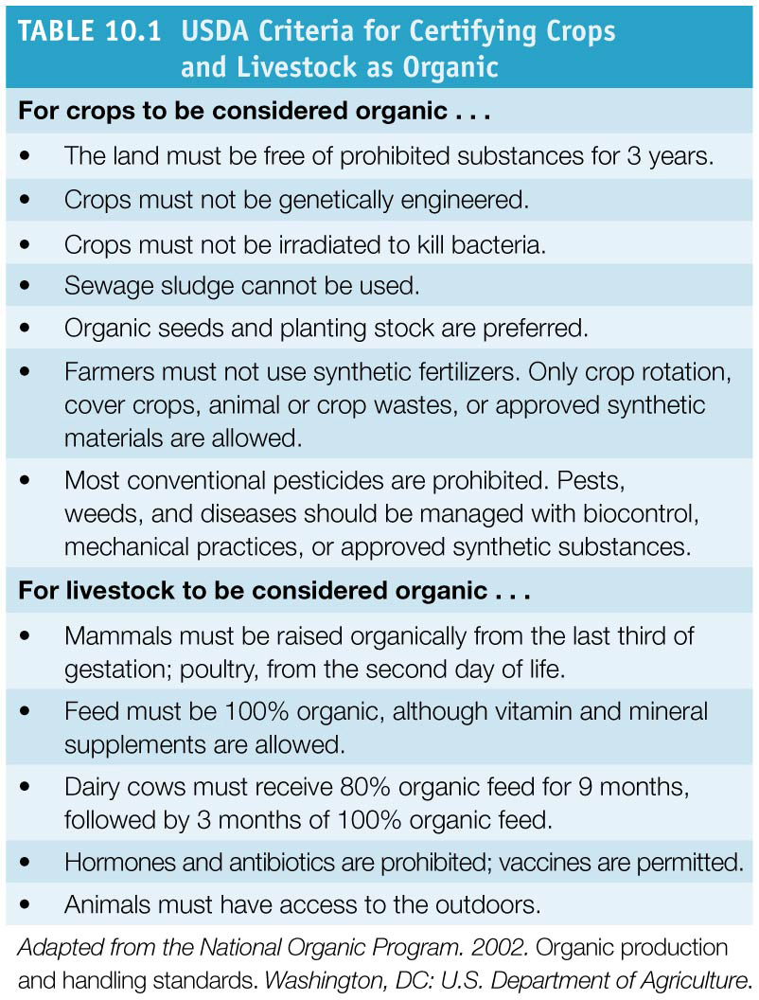 TABLE 10.1 USDA Criteria for Certifying Crops
and Livestock as Organic
For crops to be considered organic . . .
• The land must be free of prohibited substances for 3 years.
• Crops must not be genetically engineered.
• Crops must not be irradiated to kill bacteria.
• Sewage sludge cannot be used.
• Organic seeds and planting stock are preferred.
• Farmers must not use synthetic fertilizers. Only crop rotation,
cover crops, animal or crop wastes, or approved synthetic
materials are allowed.
• Most conventional pesticides are prohibited. Pests,
weeds, and diseases should be managed with biocontrol,
mechanical practices, or approved synthetic substances.
For livestock to be considered organic . . .
• Mammals must be raised organically from the last third of
gestation; poultry, from the second day of life.
• Feed must be 100% organic, although vitamin and mineral
supplements are allowed.
• Dairy cows must receive 80% organic feed for 9 months,
followed by 3 months of 100% organic feed.
• Hormones and antibiotics are prohibited; vaccines are permitted.
• Animals must have access to the outdoors.
Adapted from the National Organic Program. 2002. Organic production
and handling standards. Washington, DC: U.S. Department of Agriculture.